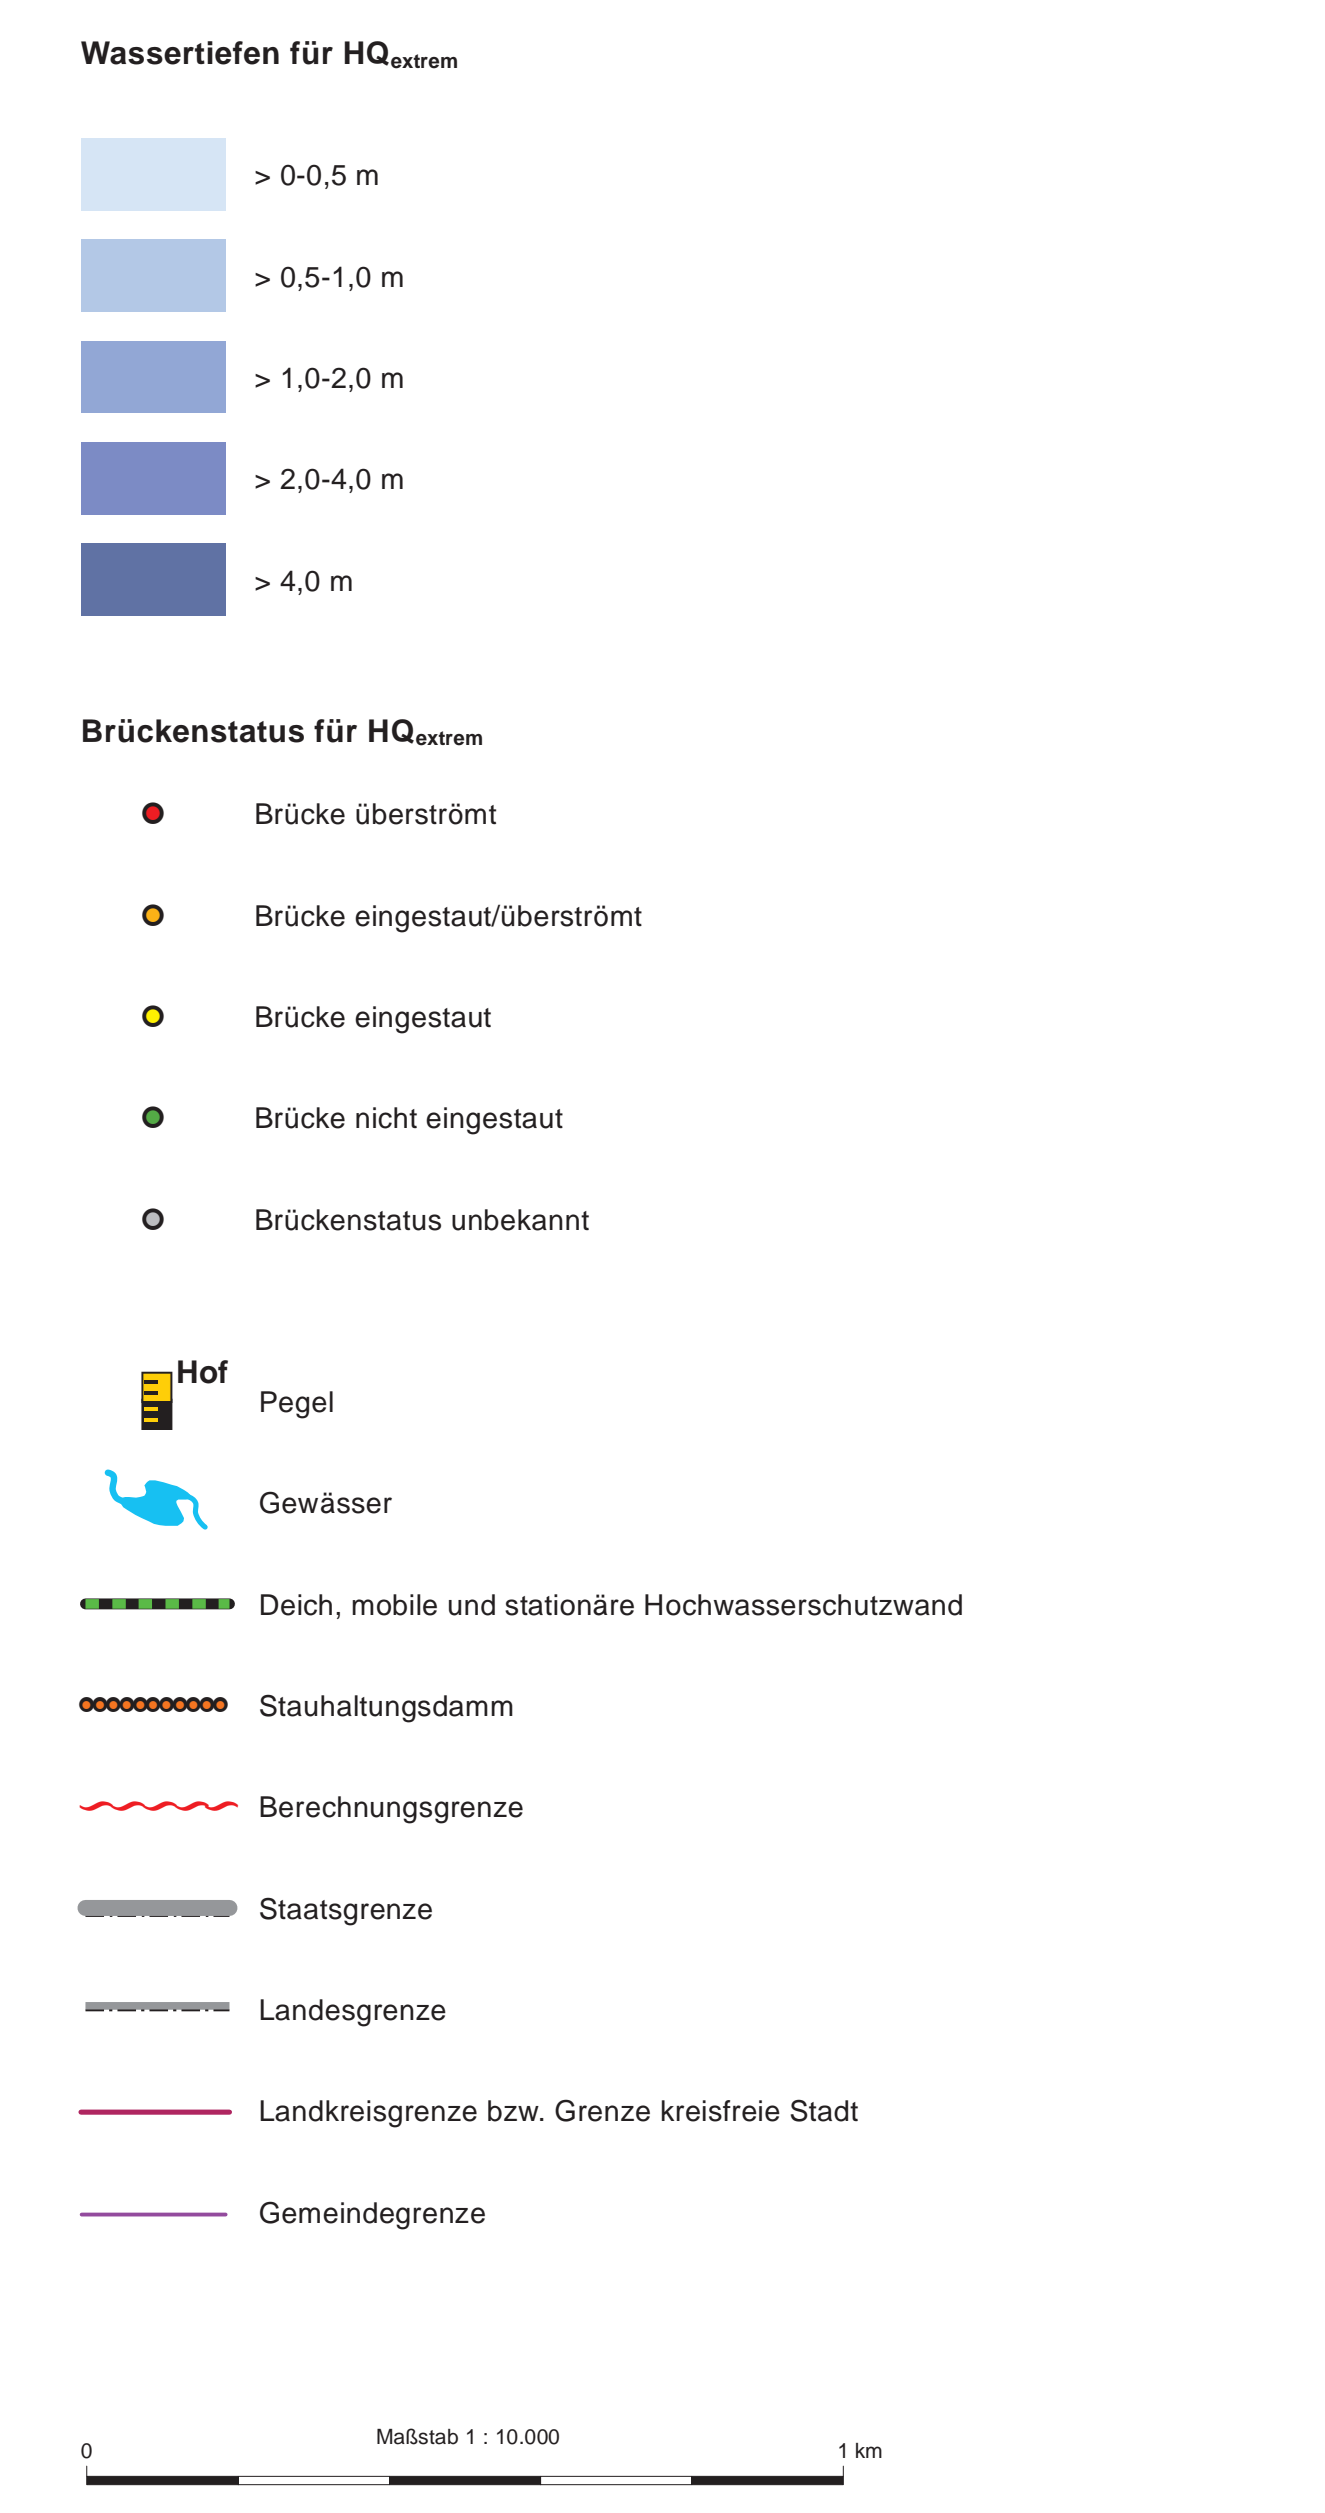 Wassertiefen für HQextrem
> 0-0,5 m
> 0,5-1,0 m
> 1,0-2,0 m
> 2,0-4,0 m
> 4,0 m
Brückenstatus für HQextrem
Brücke überströmt
Brücke eingestaut/überströmt
Brücke eingestaut
Brücke nicht eingestaut
Brückenstatus unbekannt
Hof
Pegel
Gewässer
Deich, mobile und stationäre Hochwasserschutzwand
Stauhaltungsdamm
Berechnungsgrenze
Staatsgrenze
Landesgrenze
Landkreisgrenze bzw. Grenze kreisfreie Stadt
Gemeindegrenze
Maßstab 1 : 10.000
0 1 km